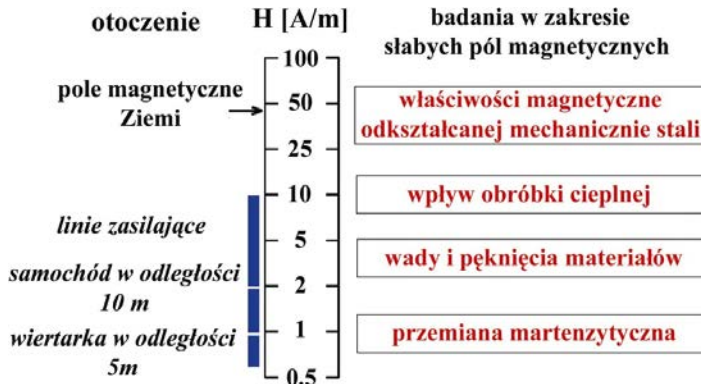 otoczenie
H [A/m]
badania w zakresie
słabych pól magnetycznych
pole magnetyczne
Ziemi
linie zasilające
samochód w odległości
10 m
wiertarka w odległości
5m
100
50
25
10
5
2
1
0.5
właściwości magnetyczne
odkształcanej mechanicznie stali
wpływ obróbki cieplnej
wady i pęknięcia materiałów
przemiana martenzytyczna